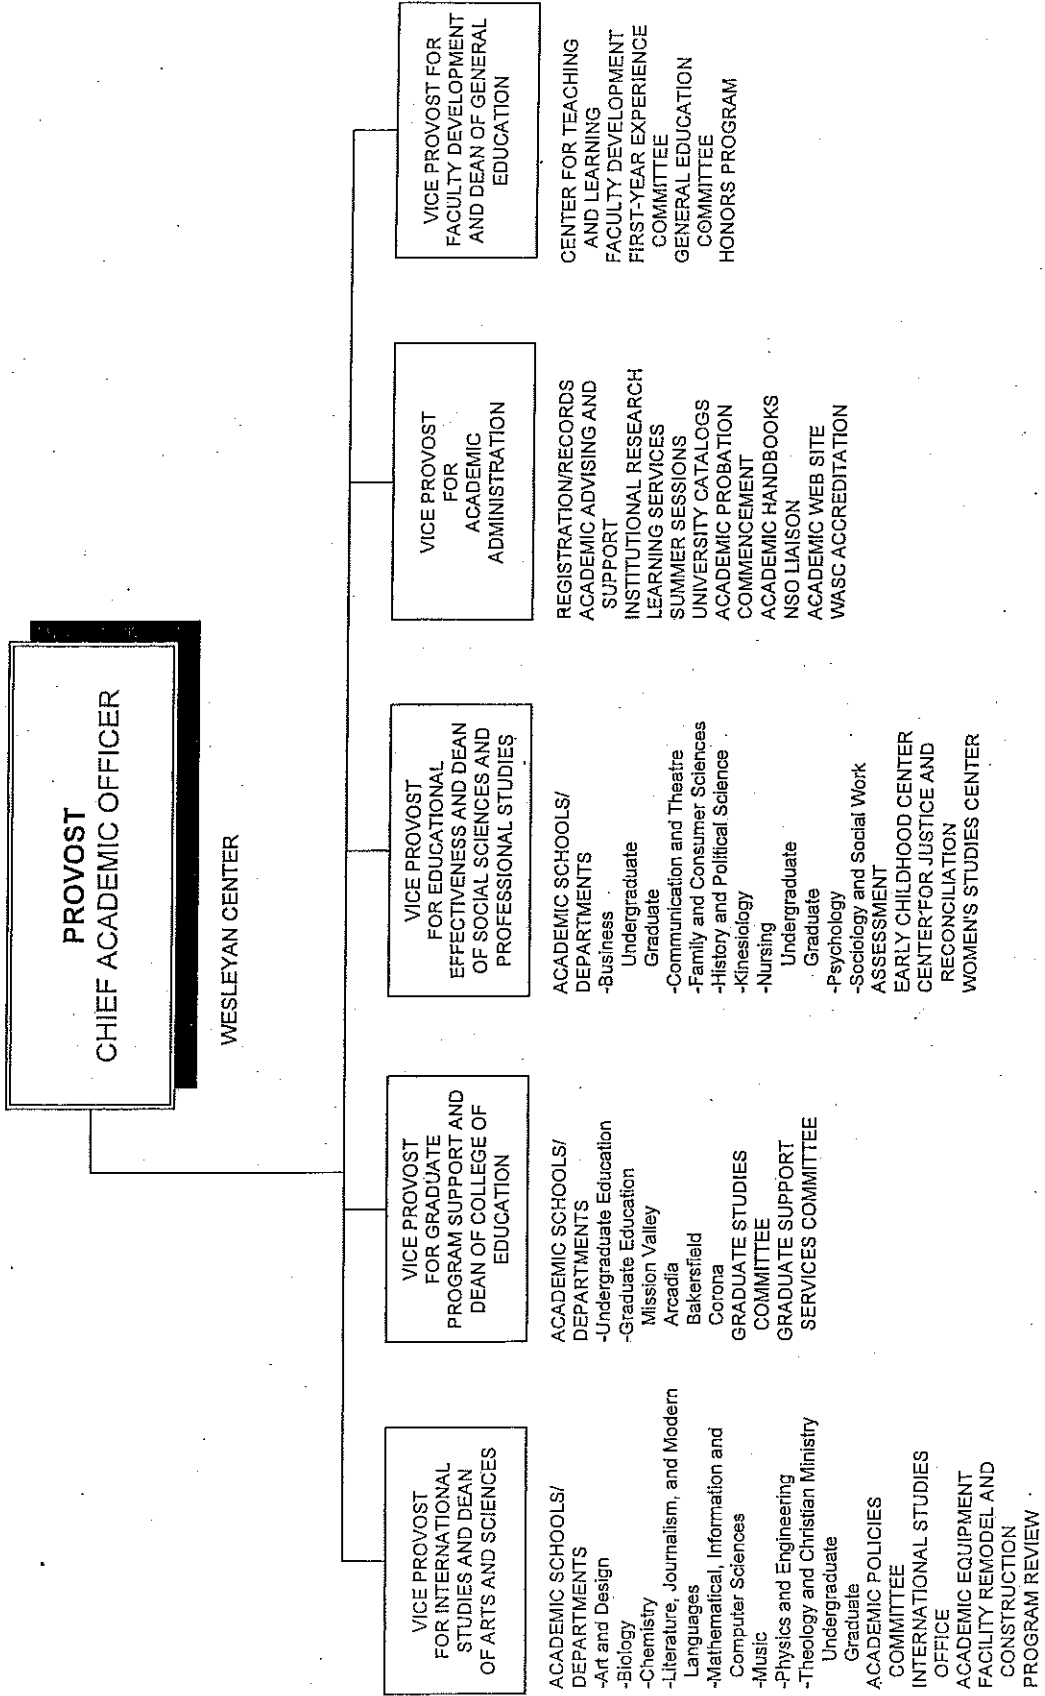 PROVOST
CHIEF ACADEMIC OFFICER
WESLEYAN CENTER
VICE PROVOST
FOR INTERNATIONAL
STUDIES AND DEAN
OF ARTS AND SCIENCES
ACADEMIC SCHOOLS/
DEPARTMENTS
-Art and Design
-Biology
-Chemistry
-Literature, Journalism, and Modern
Languages
-Mathematical, Information and
Computer Sciences
-Music
-Physics and Engineering
-Theology and Christian Ministry
Undergraduate
Graduate
ACADEMIC POLICIES
COMMITTEE
INTERNATIONAL STUDIES
OFFICE
ACADEMIC EQUIPMENT
FACILITY REMODEL AND
CONSTRUCTION
PROGRAM REVIEW
VICE PROVOST
FOR GRADUATE
PROGRAM SUPPORT AND
DEAN OF COLLEGE OF
EDUCATION
ACADEMIC SCHOOLS/
DEPARTMENTS
-Undergraduate Education
-Graduate Education
Mission Valley
Arcadia
Bakersfield
Corona
GRADUATE STUDIES
COMMITTEE
GRADUATE SUPPORT
SERVICES COMMITTEE
VICE PROVOST
FOR EDUCATIONAL
EFFECTIVENESS AND DEAN
OF SOCIAL SCIENCES AND
PROFESSIONAL STUDIES
ACADEMIC SCHOOLS/
DEPARTMENTS
-Business
Undergraduate
Graduate
-Communication and Theatre
-Family and Consumer Sciences
-History and Political Science
-Kinesiology
-Nursing
Undergraduate
Graduate
-Psychology
-Sociology and Social Work
ASSESSMENT
EARLY CHILDHOOD CENTER
CENTER FOR JUSTICE AND
RECONCILIATION
WOMEN'S STUDIES CENTER
VICE PROVOST
FOR
ACADEMIC
ADMINISTRATION
REGISTRATION/RECORDS
ACADEMIC ADVISING AND
SUPPORT
INSTITUTIONAL RESEARCH
LEARNING SERVICES
SUMMER SESSIONS
UNIVERSITY CATALOGS
ACADEMIC PROBATION
COMMENCEMENT
ACADEMIC HANDBOOKS
NSO LIAISON
ACADEMIC WEB SITE
WASC ACCREDITATION
VICE PROVOST FOR
FACULTY DEVELOPMENT
AND DEAN OF GENERAL
EDUCATION
CENTER FOR TEACHING
AND LEARNING
FACULTY DEVELOPMENT
FIRST-YEAR EXPERIENCE
COMMITTEE
GENERAL EDUCATION
COMMITTEE
HONORS PROGRAM